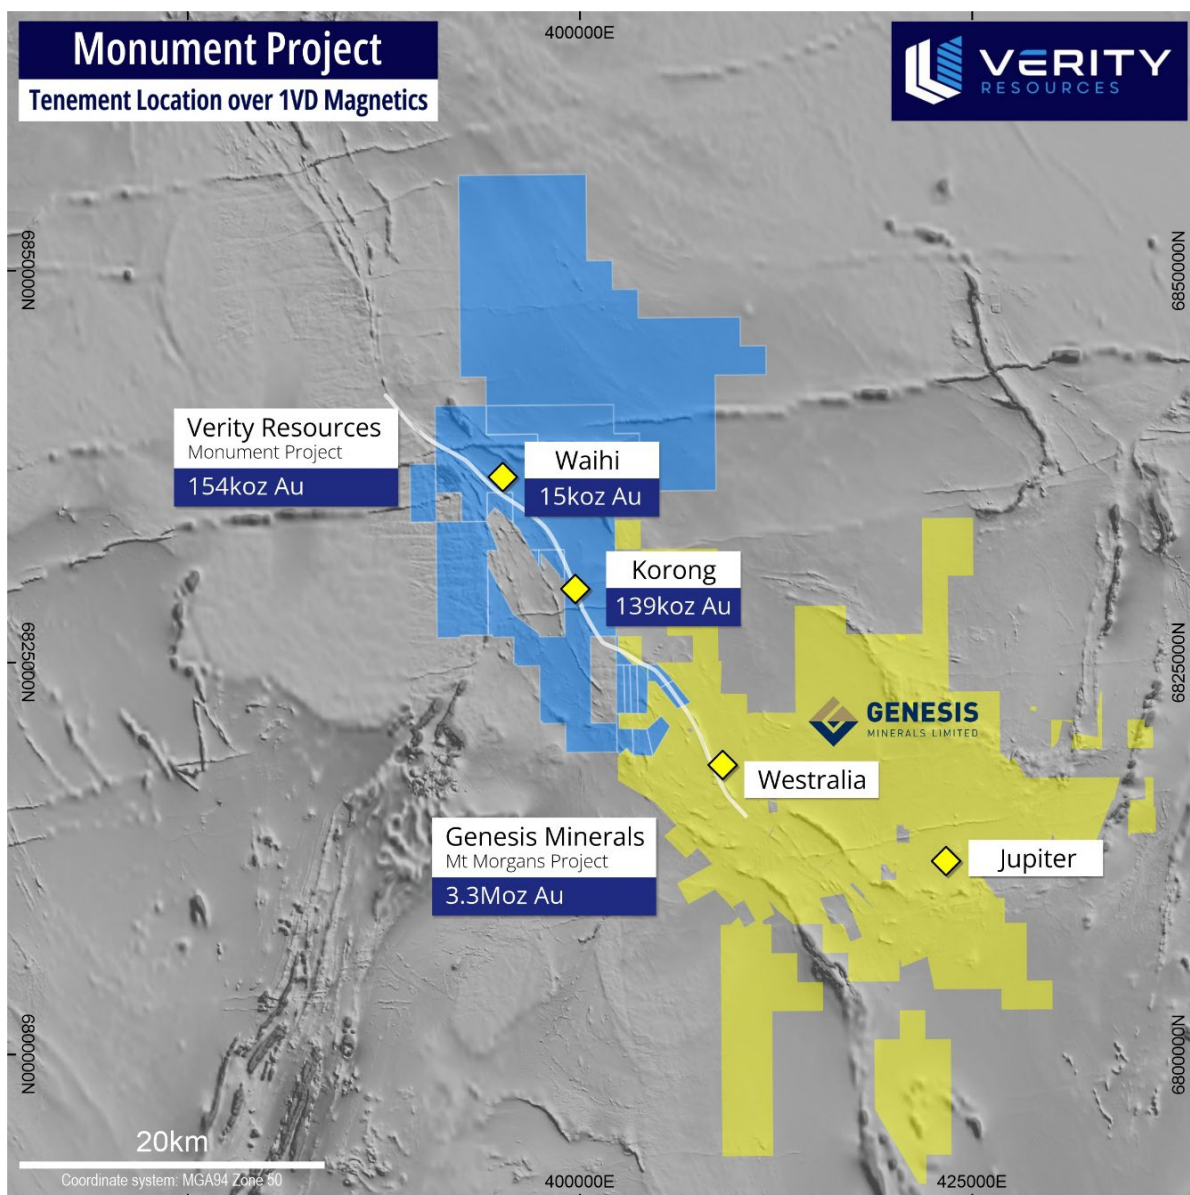 Monument Project
Tenement Location over 1VD Magnetics
400000E
VERITY
RESOURCES
6850000N
6850000N
Verity Resources
Monument Project
154koz Au
Waihi
15koz Au
Korong
139koz Au
6825000N
6825000N
GENESIS
MINERALS LIMITED
Westralia
Genesis Minerals
Mt Morgans Project
3.3Moz Au
Jupiter
6800000N
6800000N
20km
Coordinate system: MGA94 Zone 50
400000E
425000E